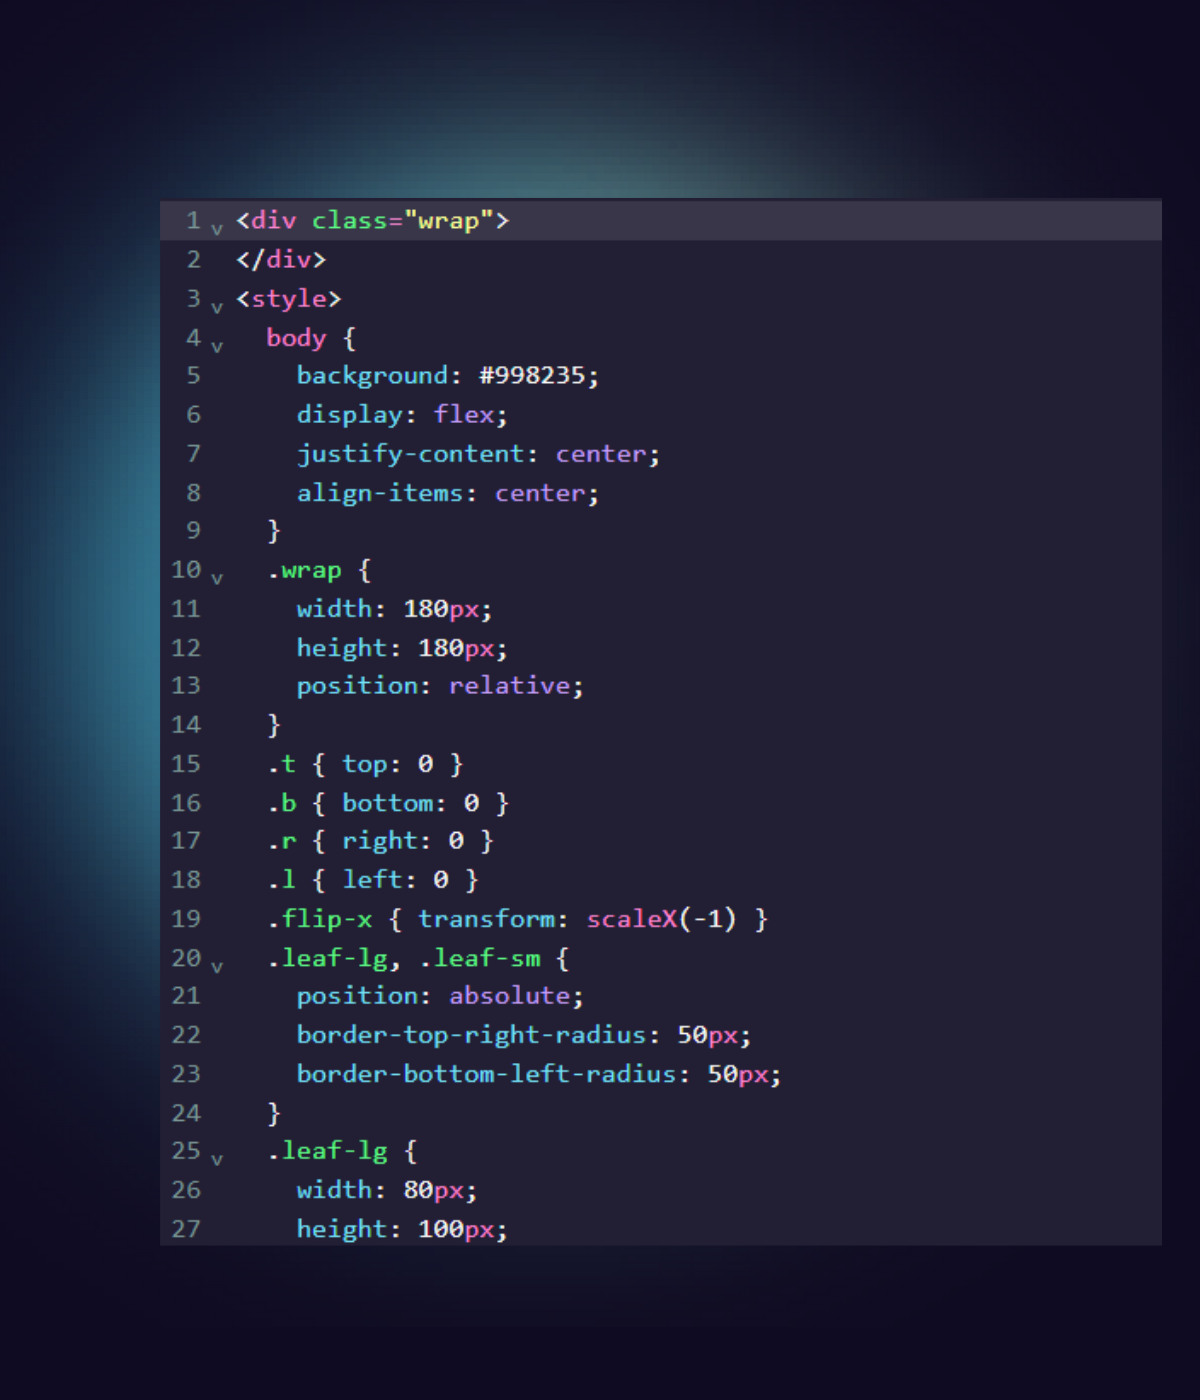 1 v <div class="wrap">
2 </div>
3 v <style>
4 v body {
5 background: #998235;
6 display: flex;
7 justify-content: center;
8 align-items: center;
9 }
10 v .wrap {
11 width: 180px;
12 height: 180px;
13 position: relative;
14 }
15 .t { top: 0 }
16 .b { bottom: 0 }
17 .r { right: 0 }
18 .l { left: 0 }
19 .flip-x { transform: scaleX(-1) }
20 v .leaf-lg, .leaf-sm {
21 position: absolute;
22 border-top-right-radius: 50px;
23 border-bottom-left-radius: 50px;
24 }
25 v .leaf-lg {
26 width: 80px;
27 height: 100px;